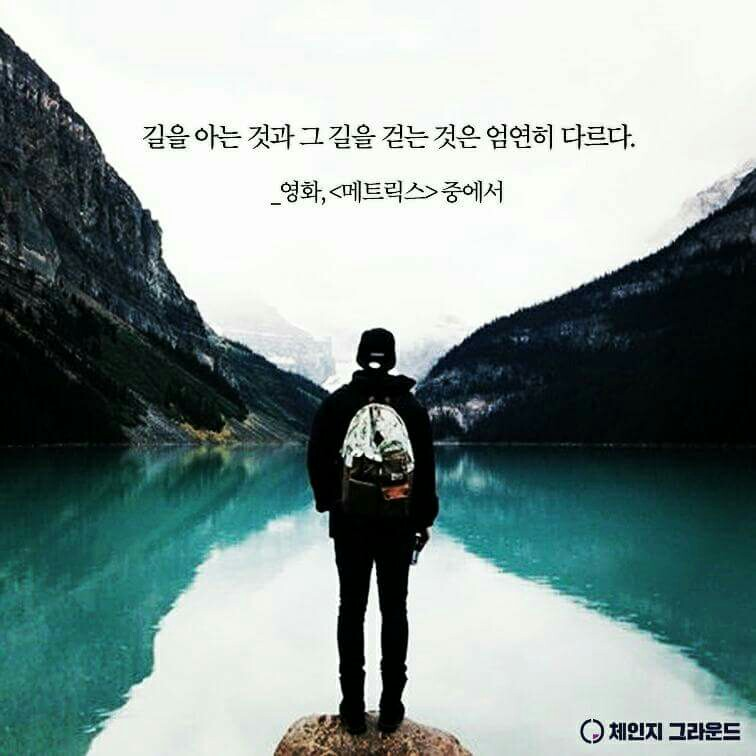 길을 아는 것과 그 길을 걷는 것은 엄연히 다르다.
_영화, <메트릭스> 중에서
체인지 그라운드